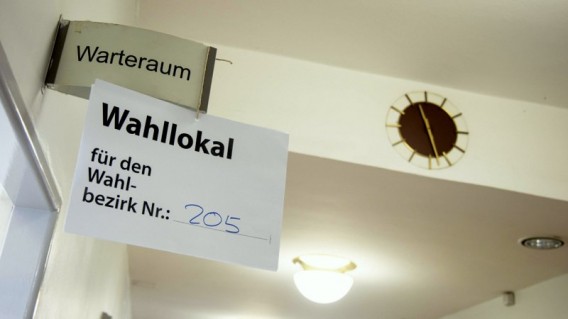 Warteraum
Wahllokal
für den
Wahl-
bezirk Nr.: 205